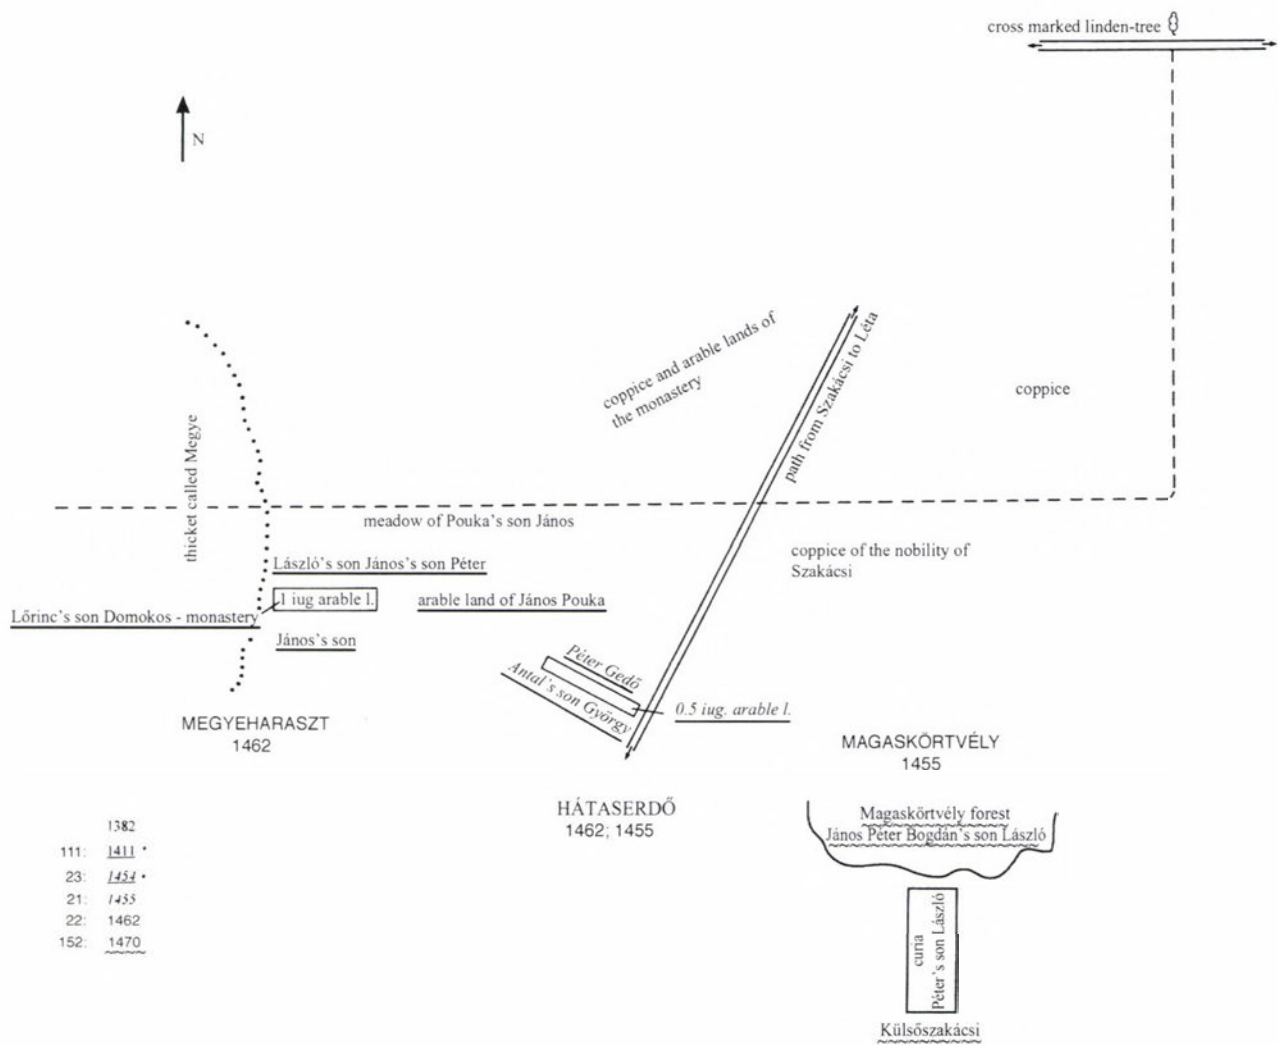 cross marked linden-tree
N
coppice and arable lands of
the monastery
path from Szakácsi to Léta
coppice
thicket called Megye
meadow of Pouka's son János
László's son János's son Péter
coppice of the nobility of
Szakácsi
1 iug arable l.
arable land of János Pouka
Lőrinc's son Domokos - monastery
János's son
Péter Gedő
Antal's son György
0.5 iug. arable l.
MEGYEHARASZT
1462
MAGASKÖRTVÉLY
1455
HÁTASERDŐ
1462; 1455
Magaskörtvély forest
János Péter Bogdán's son László
1382
111: 1411 •
23: 1454 •
21: 1455
22: 1462
152: 1470
curia
Péter's son László
Külsőszakácsi